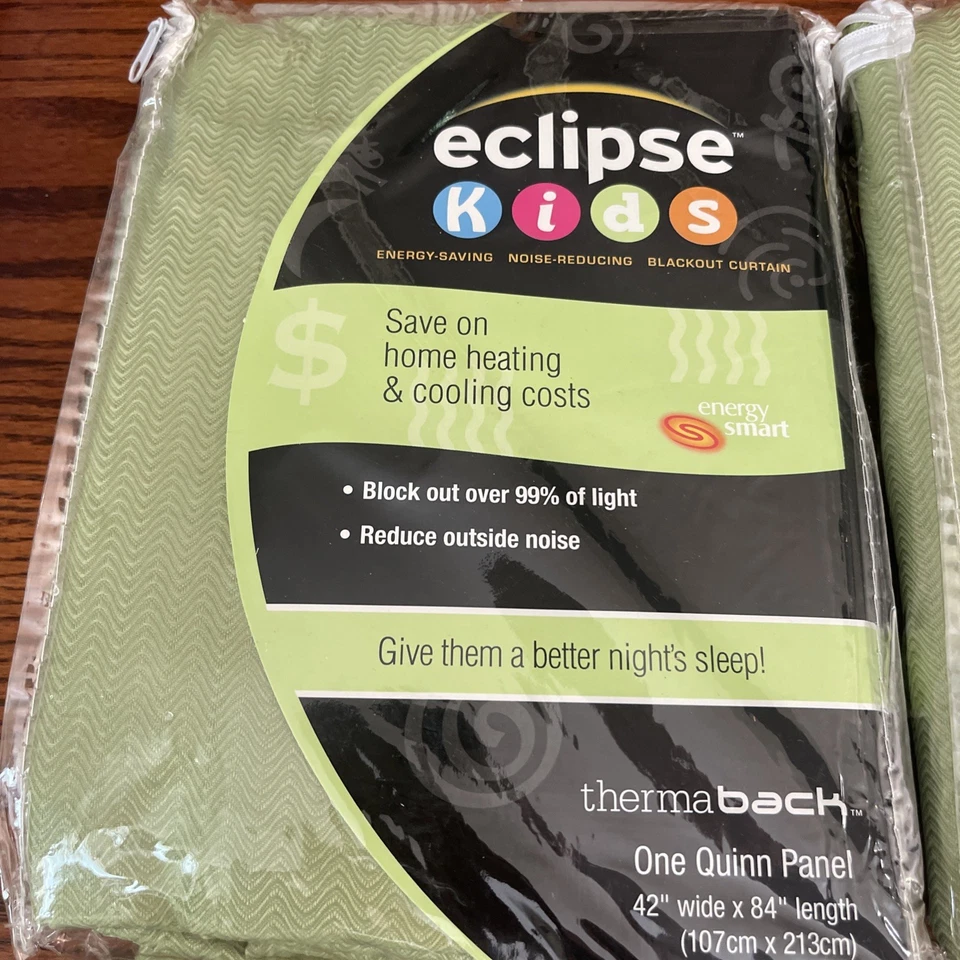 eclipse™
Kids
ENERGY-SAVING NOISE-REDUCING BLACKOUT CURTAIN
$
Save on
home heating
& cooling costs
energy
smart
• Block out over 99% of light
• Reduce outside noise
Give them a better night's sleep!
thermaback™
One Quinn Panel
42" wide x 84" length
(107cm x 213cm)